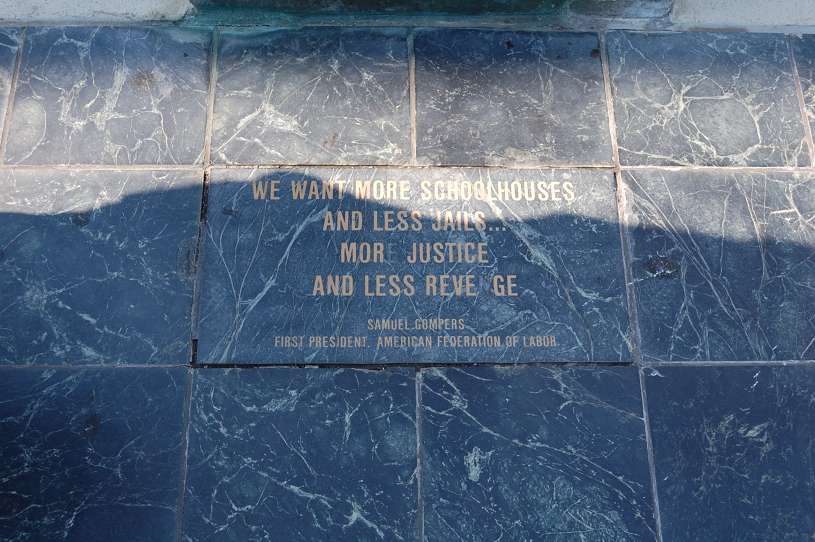 WE WANT MORE SCHOOLHOUSES
AND LESS JAILS...
MOR JUSTICE
AND LESS REVE GE
SAMUEL GOMPERS
FIRST PRESIDENT, AMERICAN FEDERATION OF LABOR